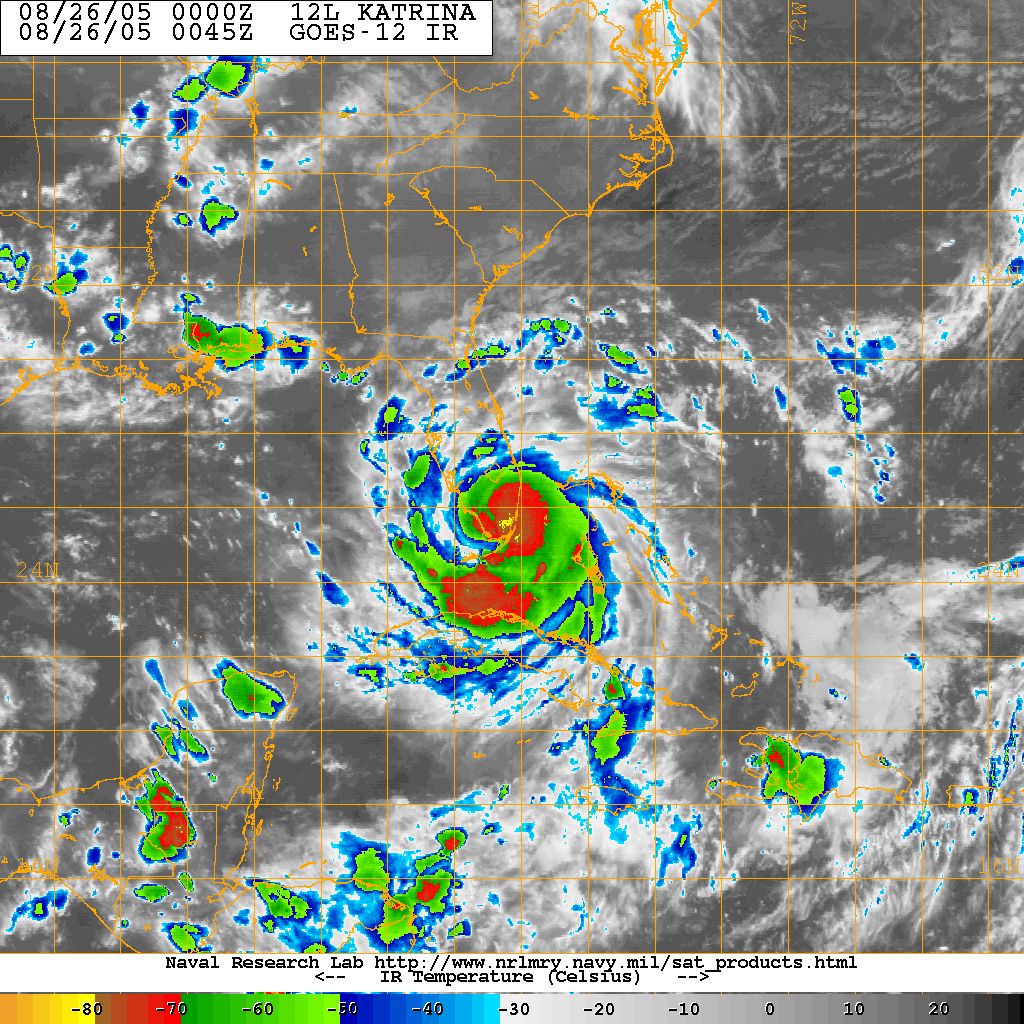 08/26/05 0000Z 12L KATRINA
08/26/05 0045Z GOES-12 IR
72W
24N
24N
16N
Naval Research Lab http://www.nrlmry.navy.mil/sat_products.html
<-- IR Temperature (Celsius) -->
-80 -70 -60 -50 -40 -30 -20 -10 0 10 20